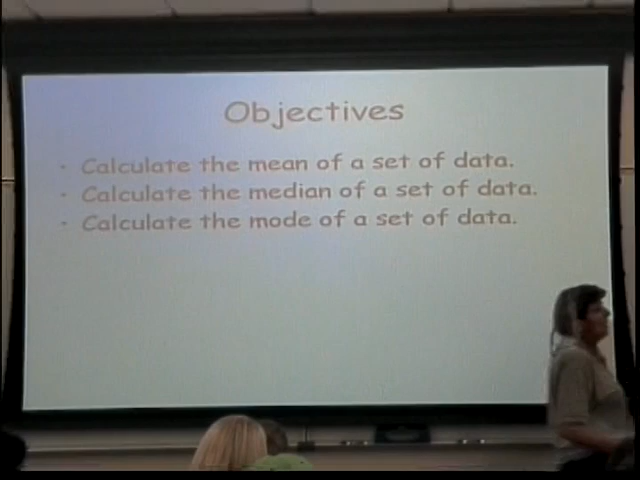 Objectives
· Calculate the mean of a set of data.
· Calculate the median of a set of data.
· Calculate the mode of a set of data.